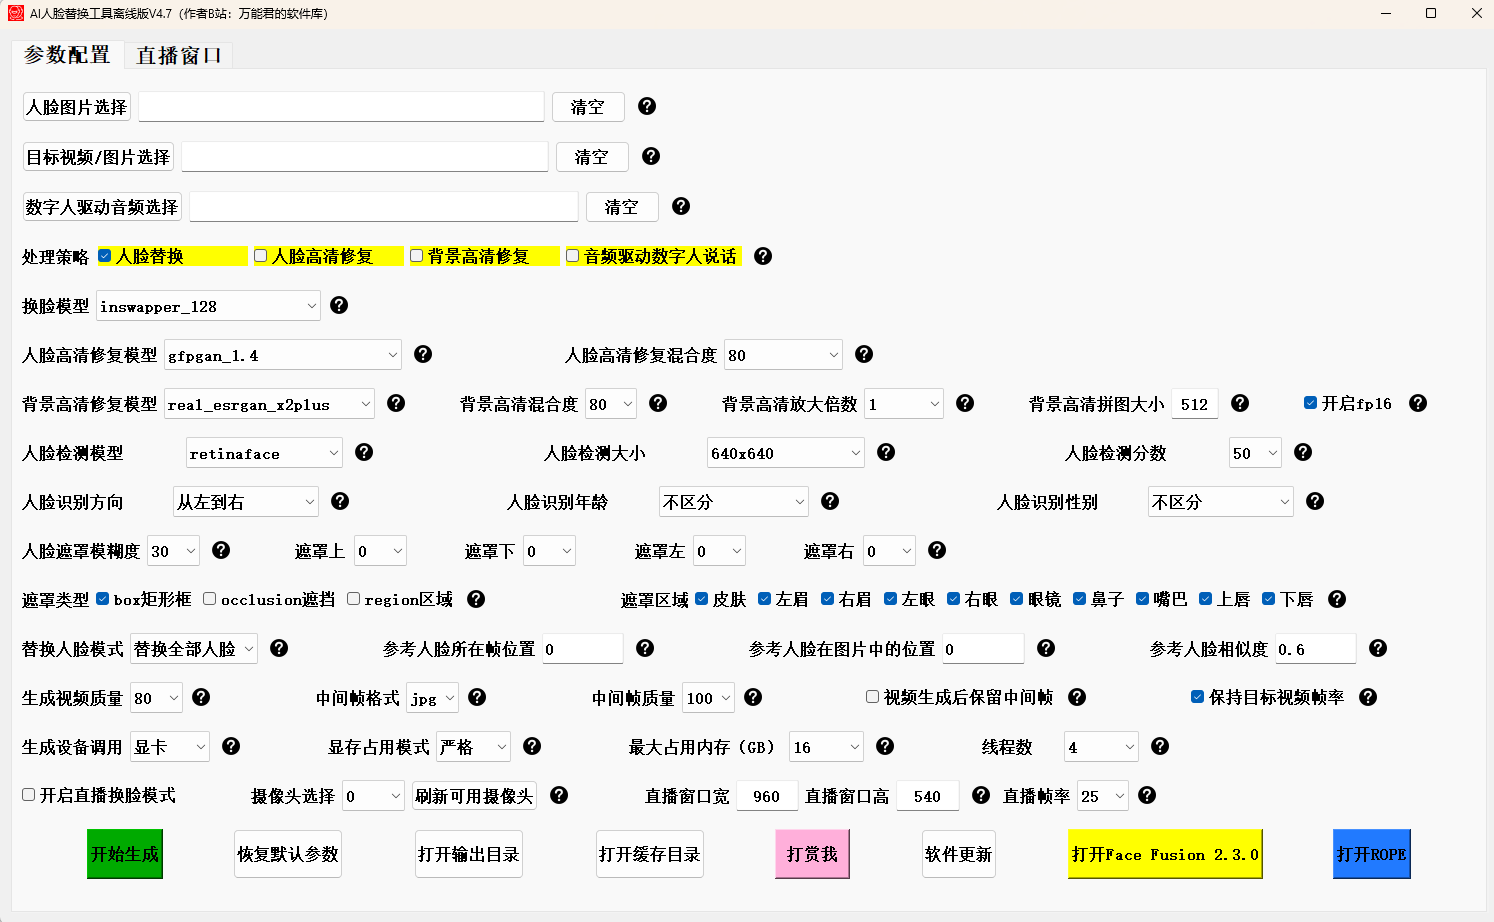 AI人脸替换工具离线版V4.7（作者B站：万能君的软件库）
参数配置 直播窗口
人脸图片选择 清空
目标视频/图片选择 清空
数字人驱动音频选择 清空
处理策略 人脸替换 人脸高清修复 背景高清修复 音频驱动数字人说话
换脸模型 inswapper_128
人脸高清修复模型 gfpgan_1.4 人脸高清修复混合度 80
背景高清修复模型 real_esrgan_x2plus 背景高清混合度 80 背景高清放大倍数 1 背景高清拼图大小 512 开启fp16
人脸检测模型 retinaface 人脸检测大小 640x640 人脸检测分数 50
人脸识别方向 从左到右 人脸识别年龄 不区分 人脸识别性别 不区分
人脸遮罩模糊度 30 遮罩上 0 遮罩下 0 遮罩左 0 遮罩右 0
遮罩类型 box矩形框 occlusion遮挡 region区域 遮罩区域 皮肤 左眉 右眉 左眼 右眼 眼镜 鼻子 嘴巴 上唇 下唇
替换人脸模式 替换全部人脸 参考人脸所在帧位置 0 参考人脸在图片中的位置 0 参考人脸相似度 0.6
生成视频质量 80 中间帧格式 jpg 中间帧质量 100 视频生成后保留中间帧 保持目标视频帧率
生成设备调用 显卡 显存占用模式 严格 最大占用内存（GB） 16 线程数 4
开启直播换脸模式 摄像头选择 0 刷新可用摄像头 直播窗口宽 960 直播窗口高 540 直播帧率 25
开始生成 恢复默认参数 打开输出目录 打开缓存目录 打赏我 软件更新 打开Face Fusion 2.3.0 打开ROPE